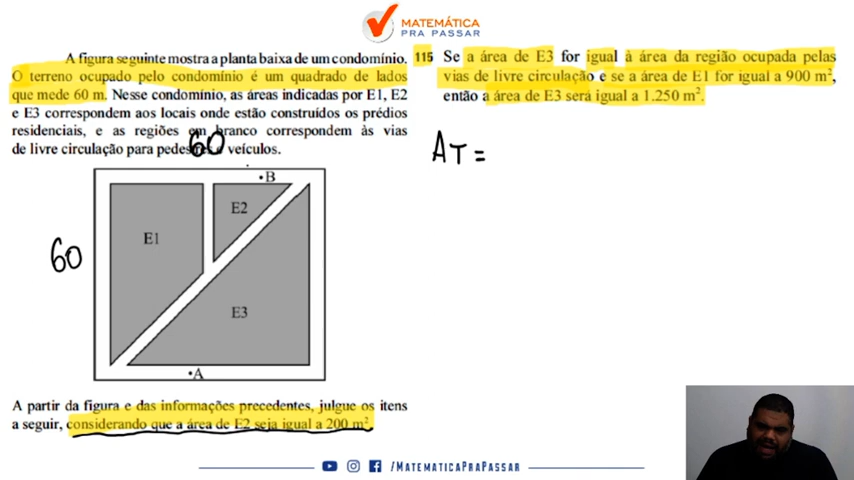 MATEMÁTICA
PRA PASSAR
A figura seguinte mostra a planta baixa de um condomínio.
O terreno ocupado pelo condomínio é um quadrado de lados
que mede 60 m. Nesse condomínio, as áreas indicadas por E1, E2
e E3 correspondem aos locais onde estão construídos os prédios
residenciais, e as regiões em branco correspondem às vias
de livre circulação para pedestres e veículos.
60
60
B
E1
E2
E3
A
A partir da figura e das informações precedentes, julgue os itens
a seguir, considerando que a área de E2 seja igual a 200 m².
115 Se a área de E3 for igual à área da região ocupada pelas
vias de livre circulação e se a área de E1 for igual a 900 m²,
então a área de E3 será igual a 1.250 m².
AT =
/MATEMATICAPRAPASSAR